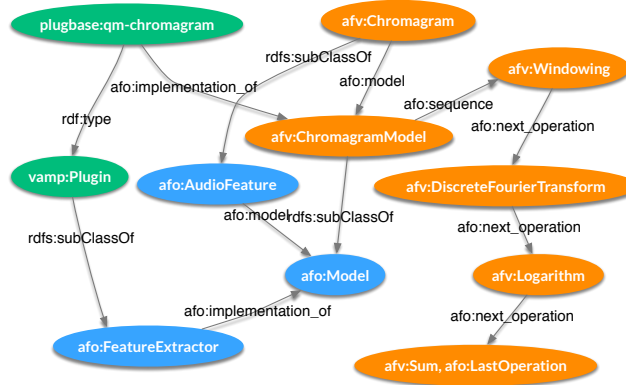 plugbase:qm-chromagram
afv:Chromagram
rdfs:subClassOf
afv:Windowing
afo:implementation_of
afo:model
afo:sequence
rdf:type
afo:next_operation
afv:ChromagramModel
vamp:Plugin
afo:AudioFeature
afv:DiscreteFourierTransform
afo:model
rdfs:subClassOf
afo:next_operation
rdfs:subClassOf
afo:Model
afv:Logarithm
afo:implementation_of
afo:next_operation
afo:FeatureExtractor
afv:Sum, afo:LastOperation